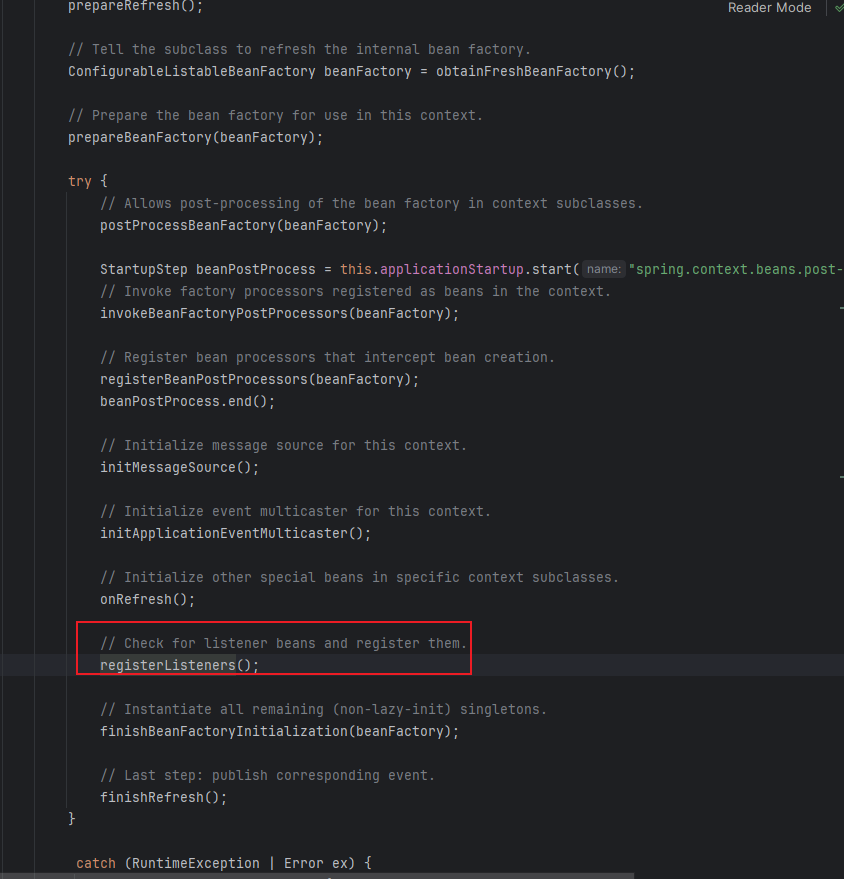 prepareRefresh();
Reader Mode
// Tell the subclass to refresh the internal bean factory.
ConfigurableListableBeanFactory beanFactory = obtainFreshBeanFactory();
// Prepare the bean factory for use in this context.
prepareBeanFactory(beanFactory);
try {
// Allows post-processing of the bean factory in context subclasses.
postProcessBeanFactory(beanFactory);
StartupStep beanPostProcess = this.applicationStartup.start( name: "spring.context.beans.post-
// Invoke factory processors registered as beans in the context.
invokeBeanFactoryPostProcessors(beanFactory);
// Register bean processors that intercept bean creation.
registerBeanPostProcessors(beanFactory);
beanPostProcess.end();
// Initialize message source for this context.
initMessageSource();
// Initialize event multicaster for this context.
initApplicationEventMulticaster();
// Initialize other special beans in specific context subclasses.
onRefresh();
// Check for listener beans and register them.
registerListeners();
// Instantiate all remaining (non-lazy-init) singletons.
finishBeanFactoryInitialization(beanFactory);
// Last step: publish corresponding event.
finishRefresh();
}
catch (RuntimeException | Error ex) {